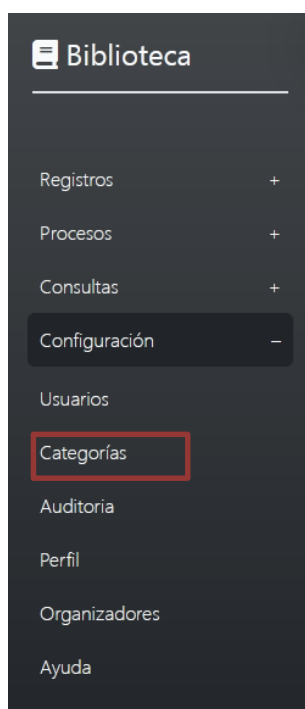 Biblioteca
Registros +
Procesos +
Consultas +
Configuración –
Usuarios
Categorías
Auditoria
Perfil
Organizadores
Ayuda